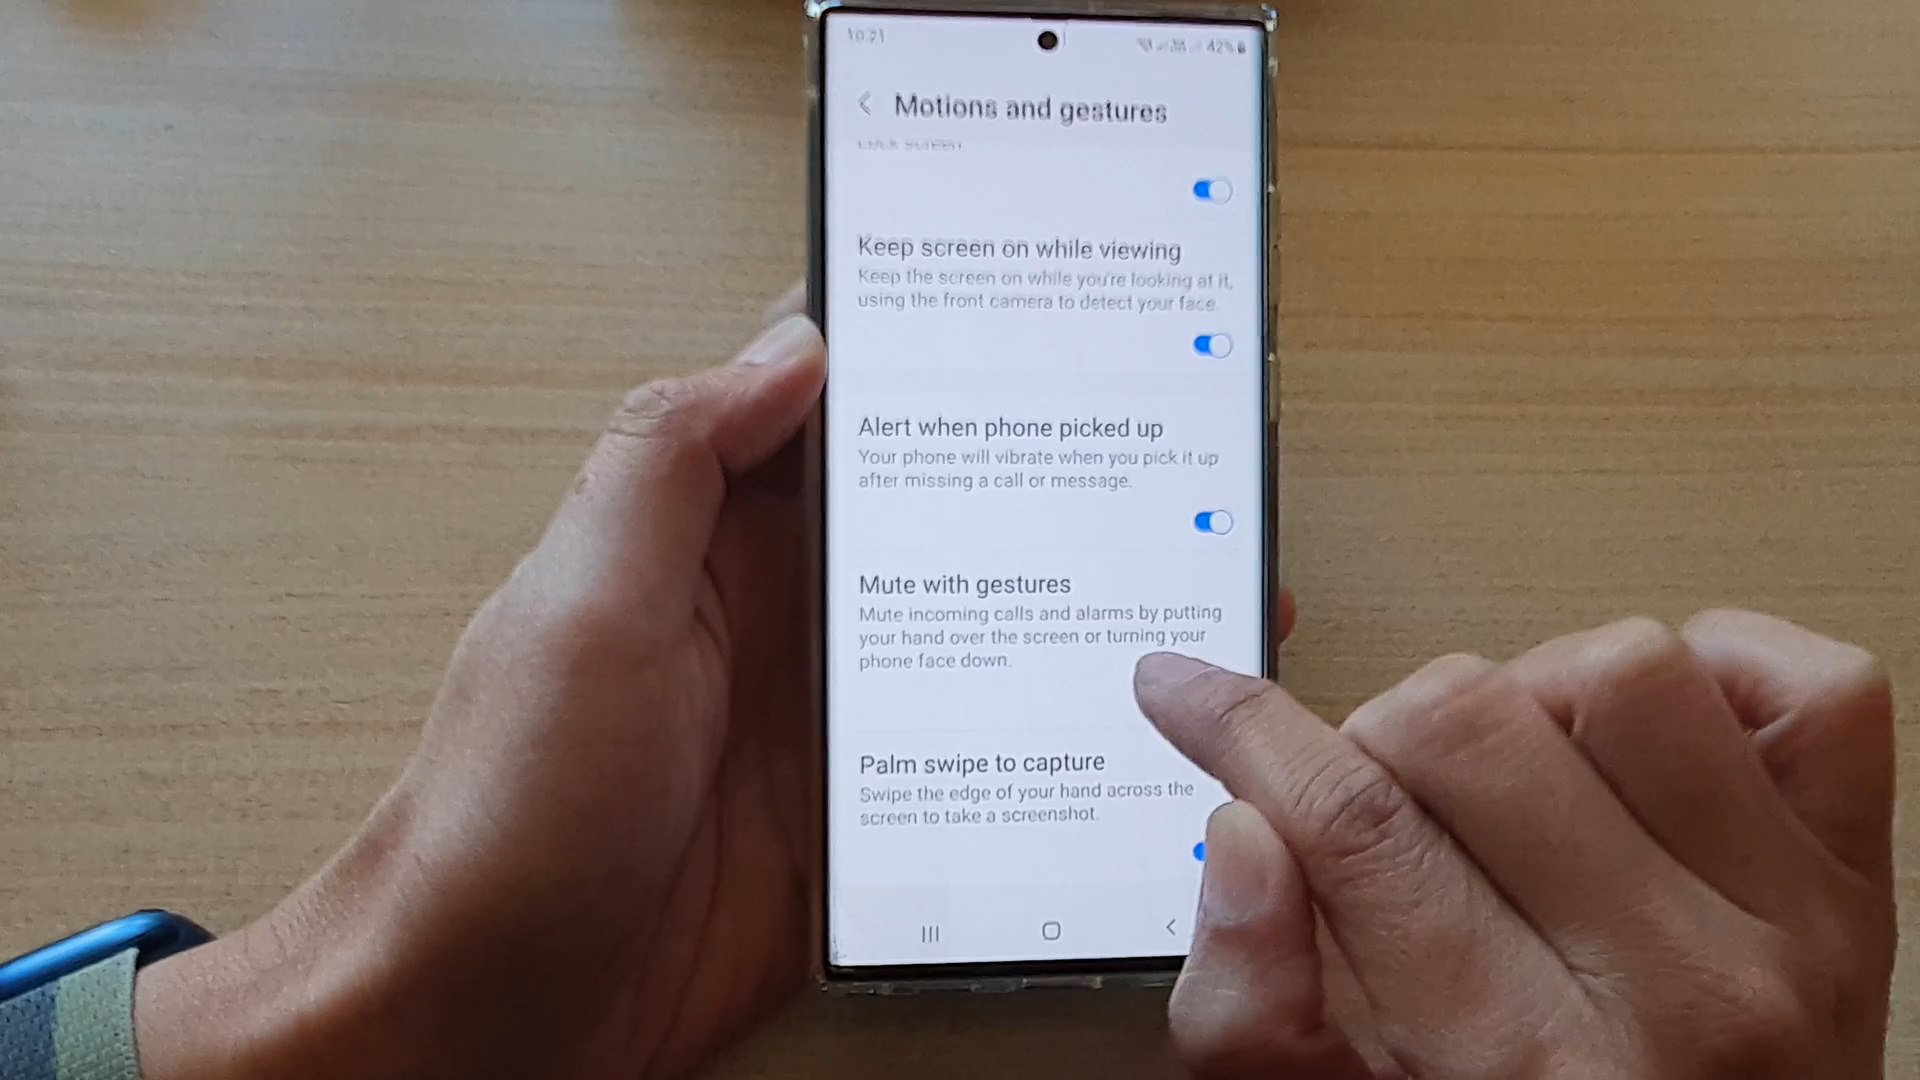 10:21
42%
Motions and gestures
Keep screen on while viewing
Keep the screen on while you're looking at it,
using the front camera to detect your face.
Alert when phone picked up
Your phone will vibrate when you pick it up
after missing a call or message.
Mute with gestures
Mute incoming calls and alarms by putting
your hand over the screen or turning your
phone face down.
Palm swipe to capture
Swipe the edge of your hand across the
screen to take a screenshot.